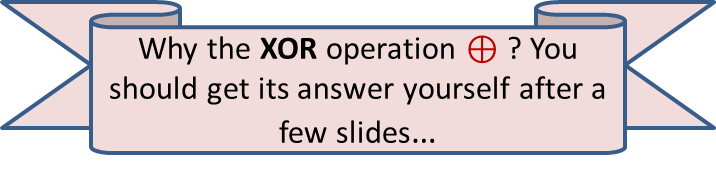 Why the XOR operation ⊕ ? You
should get its answer yourself after a
few slides...